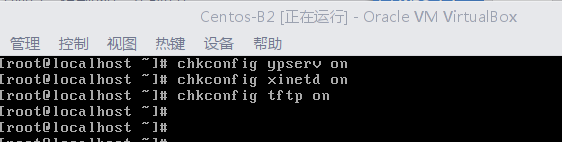 Centos-B2 [正在运行] - Oracle VM VirtualBox
管理 控制 视图 热键 设备 帮助
[root@localhost ~]# chkconfig ypserv on
[root@localhost ~]# chkconfig xinetd on
[root@localhost ~]# chkconfig tftp on
[root@localhost ~]#
[root@localhost ~]#
[root@localhost ~]#